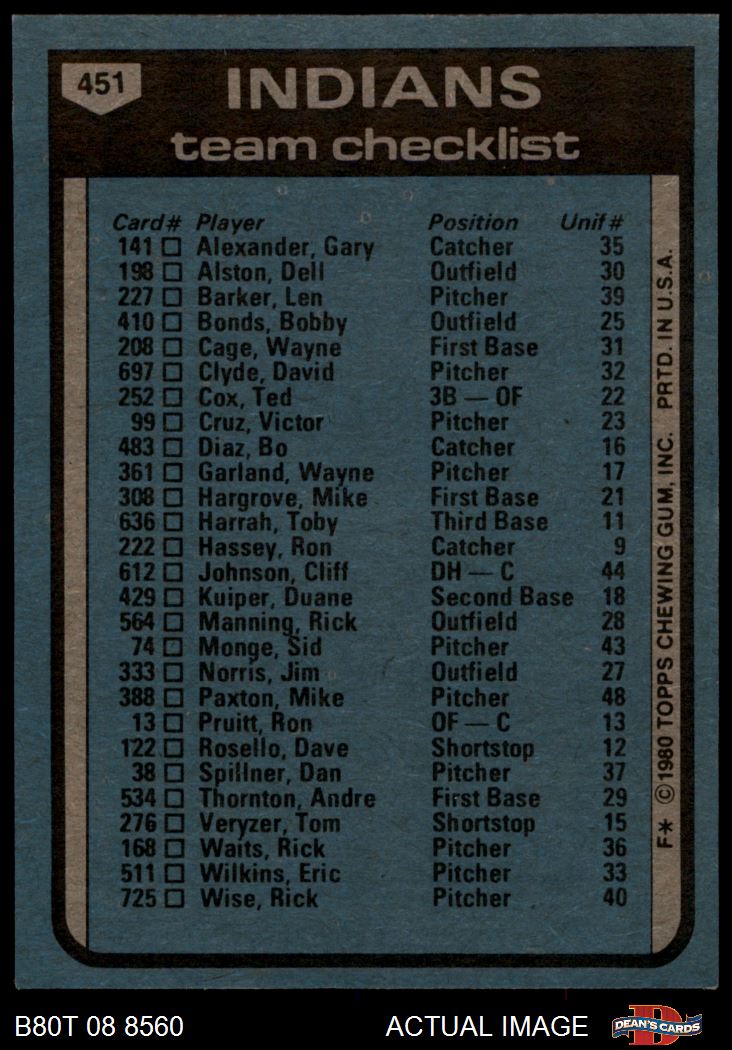 451
INDIANS
team checklist
Card# Player Position Unif#
141 Alexander, Gary Catcher 35
198 Alston, Dell Outfield 30
227 Barker, Len Pitcher 39
410 Bonds, Bobby Outfield 25
208 Cage, Wayne First Base 31
697 Clyde, David Pitcher 32
252 Cox, Ted 3B — OF 22
99 Cruz, Victor Pitcher 23
483 Diaz, Bo Catcher 16
361 Garland, Wayne Pitcher 17
308 Hargrove, Mike First Base 21
636 Harrah, Toby Third Base 11
222 Hassey, Ron Catcher 9
612 Johnson, Cliff DH — C 44
429 Kuiper, Duane Second Base 18
564 Manning, Rick Outfield 28
74 Monge, Sid Pitcher 43
333 Norris, Jim Outfield 27
388 Paxton, Mike Pitcher 48
13 Pruitt, Ron OF — C 13
122 Rosello, Dave Shortstop 12
38 Spillner, Dan Pitcher 37
534 Thornton, Andre First Base 29
276 Veryzer, Tom Shortstop 15
168 Waits, Rick Pitcher 36
511 Wilkins, Eric Pitcher 33
725 Wise, Rick Pitcher 40
F* © 1980 TOPPS CHEWING GUM, INC. PRTD. IN U.S.A.
B80T 08 8560 ACTUAL IMAGE
D
DEAN'S CARDS